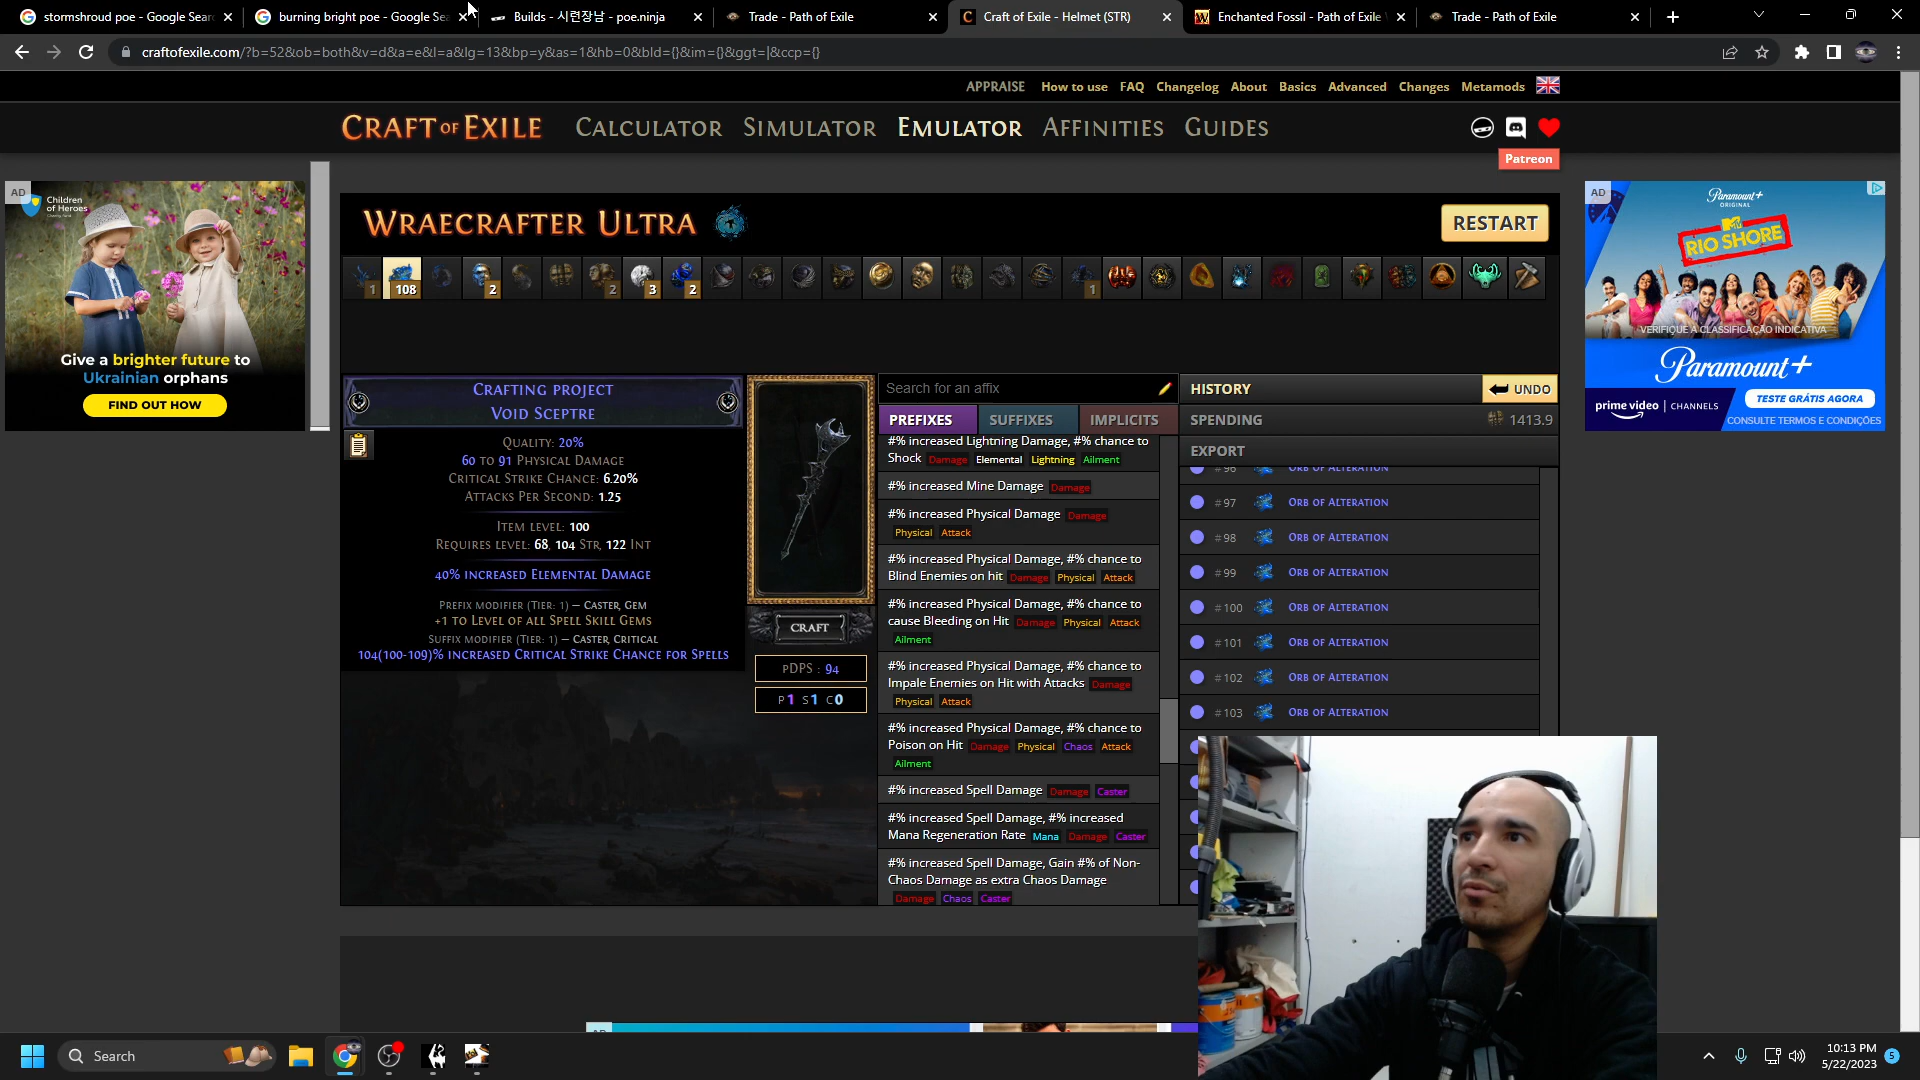 stormshroud poe - Google Sear
burning bright poe - Google Se
Builds - 시련장남 - poe.ninja
Trade - Path of Exile
Craft of Exile - Helmet (STR)
Enchanted Fossil - Path of Exile
Trade - Path of Exile
craftofexile.com/?b=52&ob=both&v=d&a=e&l=a&lg=13&bp=y&as=1&hb=0&bld={}&im={}&ggt=|&ccp={}
APPRAISE How to use FAQ Changelog About Basics Advanced Changes Metamods
CRAFT OF EXILE CALCULATOR SIMULATOR EMULATOR AFFINITIES GUIDES
Patreon
AD
Children of Heroes
Give a brighter future to
Ukrainian orphans
FIND OUT HOW
WRAECRAFTER ULTRA
RESTART
1 108 2 2 3 2 1
CRAFTING PROJECT
VOID SCEPTRE
QUALITY: 20%
60 TO 91 PHYSICAL DAMAGE
CRITICAL STRIKE CHANCE: 6.20%
ATTACKS PER SECOND: 1.25
ITEM LEVEL: 100
REQUIRES LEVEL: 68, 104 STR, 122 INT
40% INCREASED ELEMENTAL DAMAGE
PREFIX MODIFIER (TIER: 1) — CASTER, GEM
+1 TO LEVEL OF ALL SPELL SKILL GEMS
SUFFIX MODIFIER (TIER: 1) — CASTER, CRITICAL
104(100-109)% INCREASED CRITICAL STRIKE CHANCE FOR SPELLS
CRAFT
PDPS : 94
P1 S1 C0
Search for an affix
PREFIXES SUFFIXES IMPLICITS
#% increased Lightning Damage, #% chance to
Shock Damage Elemental Lightning Ailment
#% increased Mine Damage Damage
#% increased Physical Damage Damage
Physical Attack
#% increased Physical Damage, #% chance to
Blind Enemies on hit Damage Physical Attack
#% increased Physical Damage, #% chance to
cause Bleeding on Hit Damage Physical Attack
Ailment
#% increased Physical Damage, #% chance to
Impale Enemies on Hit with Attacks Damage
Physical Attack
#% increased Physical Damage, #% chance to
Poison on Hit Damage Physical Chaos Attack
Ailment
#% increased Spell Damage Damage Caster
#% increased Spell Damage, #% increased
Mana Regeneration Rate Mana Damage Caster
#% increased Spell Damage, Gain #% of Non-
Chaos Damage as extra Chaos Damage
Damage Chaos Caster
HISTORY UNDO
SPENDING 1413.9
EXPORT
#96 ORB OF ALTERATION
#97 ORB OF ALTERATION
#98 ORB OF ALTERATION
#99 ORB OF ALTERATION
#100 ORB OF ALTERATION
#101 ORB OF ALTERATION
#102 ORB OF ALTERATION
#103 ORB OF ALTERATION
AD
Paramount+
ORIGINAL
MTV
RIO SHORE
VERIFIQUE A CLASSIFICAÇÃO INDICATIVA
Paramount+
prime video | CHANNELS
TESTE GRÁTIS AGORA
CONSULTE TERMOS E CONDIÇÕES
Search
10:13 PM
5/22/2023
5